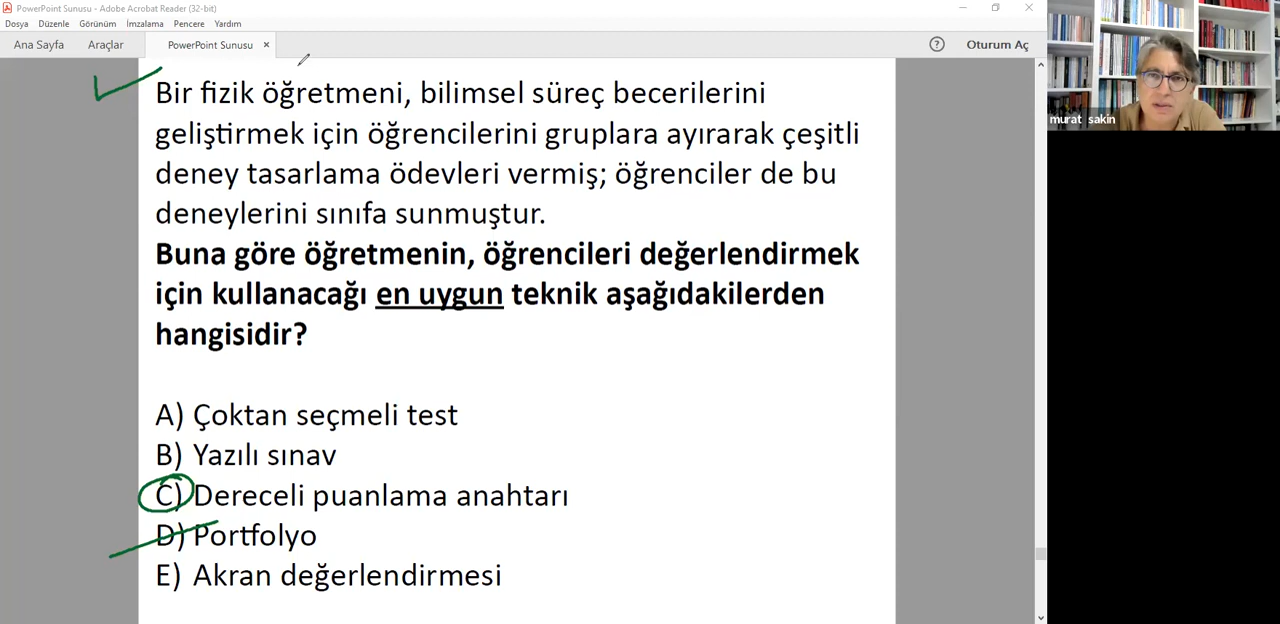 PowerPoint Sunusu - Adobe Acrobat Reader (32-bit)
Dosya Düzenle Görünüm İmzalama Pencere Yardım
Ana Sayfa Araçlar PowerPoint Sunusu × Oturum Aç
Bir fizik öğretmeni, bilimsel süreç becerilerini
geliştirmek için öğrencilerini gruplara ayırarak çeşitli
deney tasarlama ödevleri vermiş; öğrenciler de bu
deneylerini sınıfa sunmuştur.
Buna göre öğretmenin, öğrencileri değerlendirmek
için kullanacağı en uygun teknik aşağıdakilerden
hangisidir?
A) Çoktan seçmeli test
B) Yazılı sınav
C) Dereceli puanlama anahtarı
D) Portfolyo
E) Akran değerlendirmesi
murat sakin